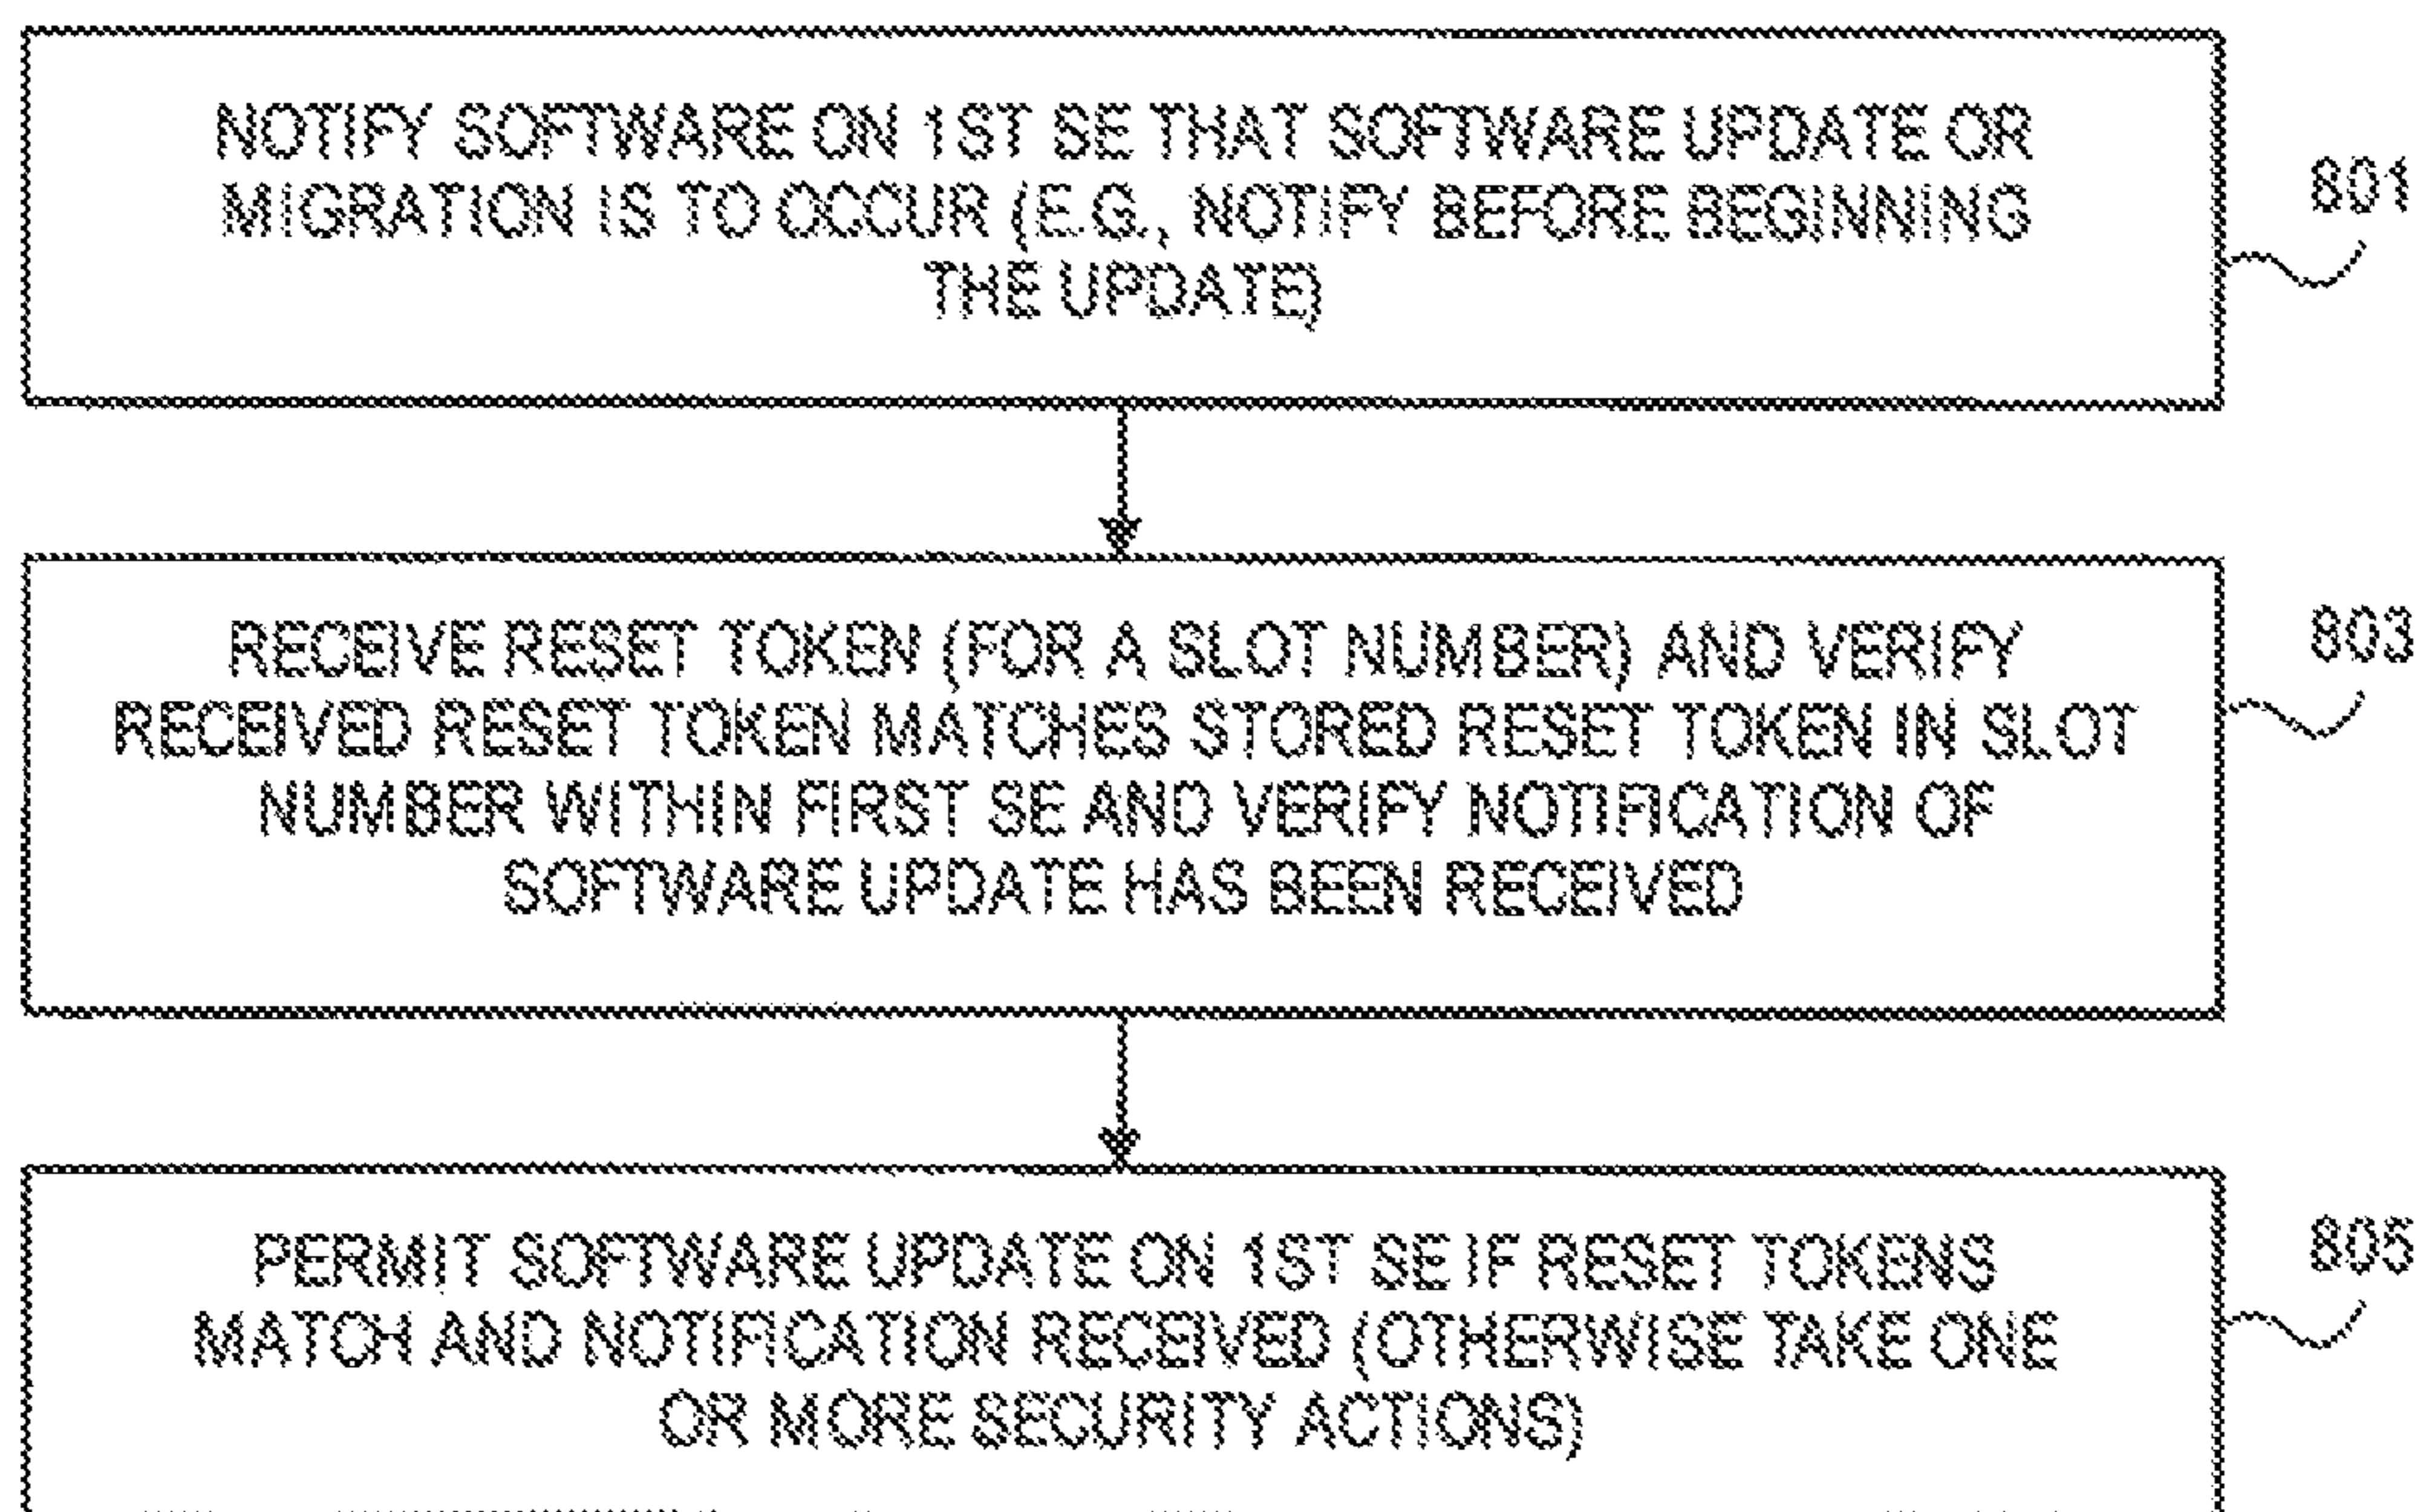 NOTIFY SOFTWARE ON 1ST SE THAT SOFTWARE UPDATE OR
MIGRATION IS TO OCCUR (E.G., NOTIFY BEFORE BEGINNING
THE UPDATE)
801
RECEIVE RESET TOKEN (FOR A SLOT NUMBER) AND VERIFY
RECEIVED RESET TOKEN MATCHES STORED RESET TOKEN IN SLOT
NUMBER WITHIN FIRST SE AND VERIFY NOTIFICATION OF
SOFTWARE UPDATE HAS BEEN RECEIVED
803
PERMIT SOFTWARE UPDATE ON 1ST SE IF RESET TOKENS
MATCH AND NOTIFICATION RECEIVED (OTHERWISE TAKE ONE
OR MORE SECURITY ACTIONS)
805